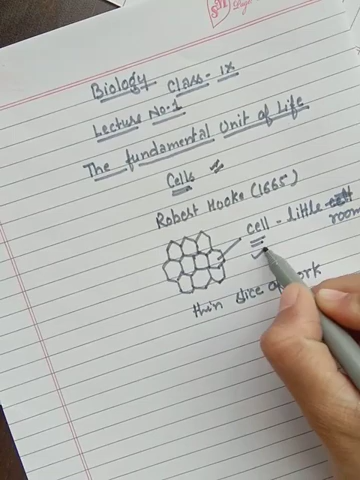 Page
Biology Class - IX
Lecture No. 1
The fundamental Unit of Life
Cells
Robert Hooke (1665)
cell - little
room
thin slice of cork